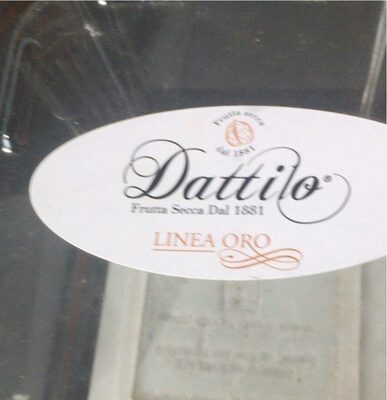 Frutta secca
dal 1881
Dattilo®
Frutta Secca Dal 1881
LINEA ORO